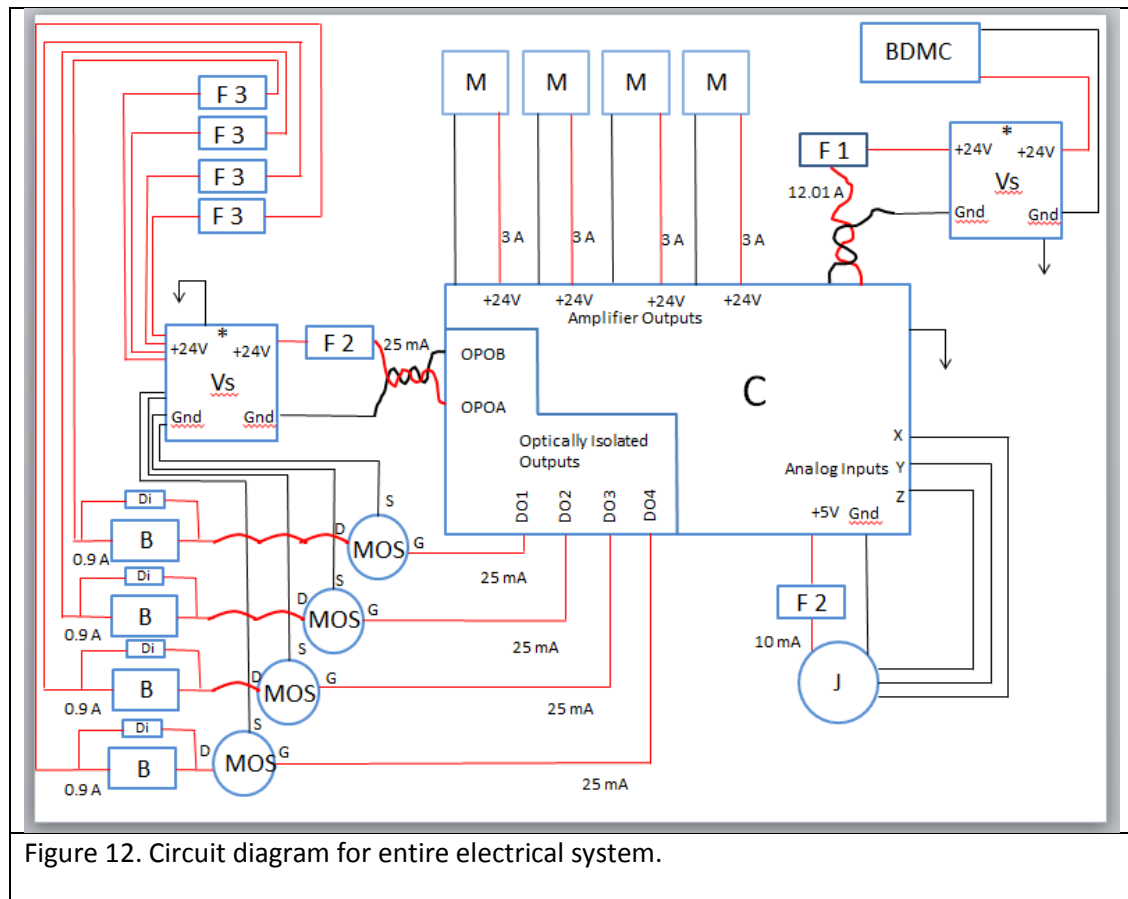 M M M M
BDMC
F 3
F 3
F 3
F 3
F 1
12.01 A
*
+24V +24V
Vs
Gnd Gnd
3 A 3 A 3 A 3 A
+24V +24V +24V +24V
Amplifier Outputs
*
+24V +24V
Vs
Gnd Gnd
F 2
25 mA
OPOB
OPOA
C
Optically Isolated
Outputs
DO1 DO2 DO3 DO4
X
Analog Inputs Y
Z
+5V Gnd
F 2
10 mA
J
Di
B
0.9 A
D
S
MOS
G
25 mA
Di
B
0.9 A
D
S
MOS
G
25 mA
Di
B
0.9 A
D
S
MOS
G
25 mA
Di
B
0.9 A
D
S
MOS
G
25 mA
Figure 12. Circuit diagram for entire electrical system.